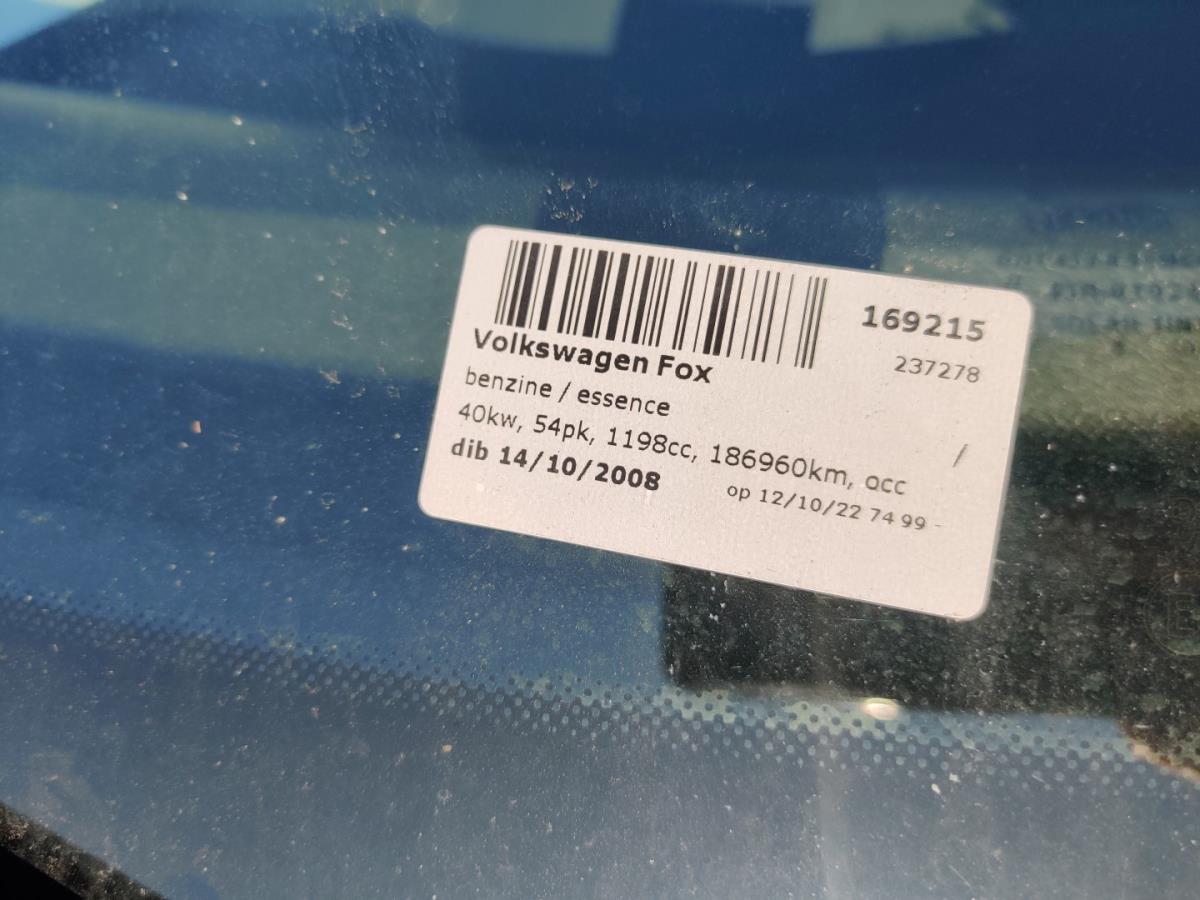 169215
237278
Volkswagen Fox
benzine / essence
40kw, 54pk, 1198cc, 186960km, occ /
dib 14/10/2008 op 12/10/22 74 99 -